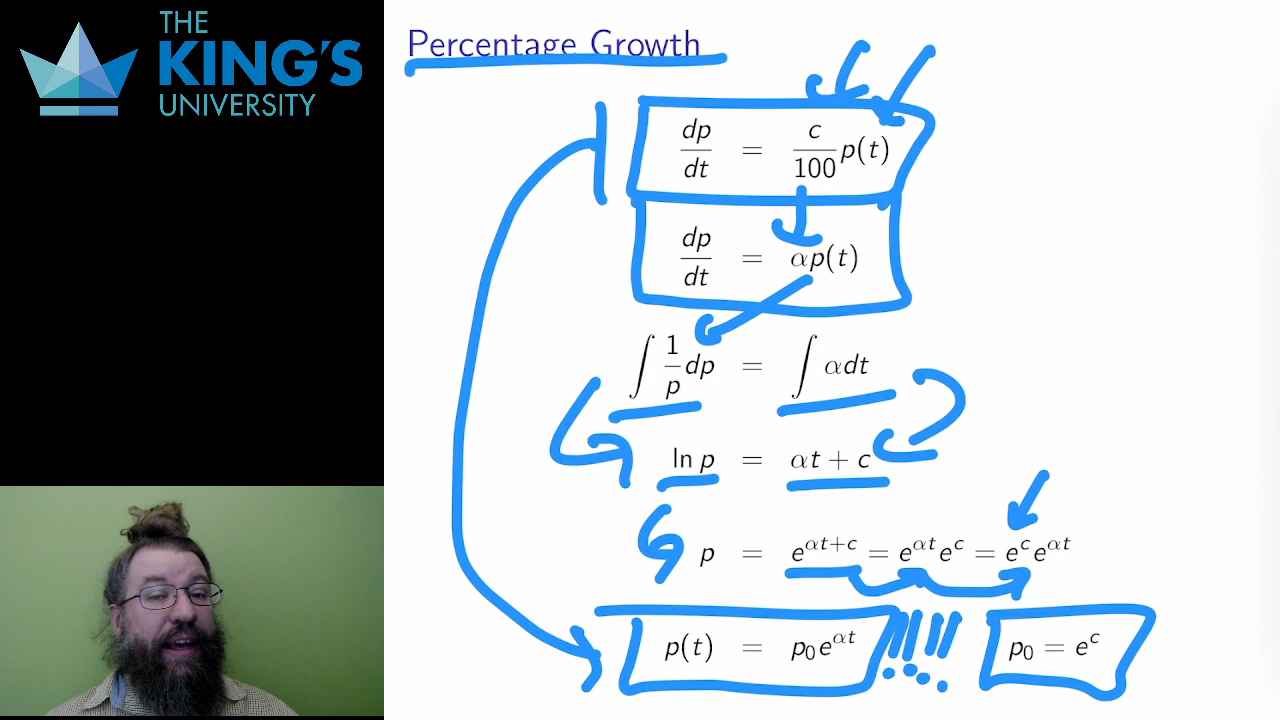 THE
KING'S
UNIVERSITY
Percentage Growth
dp/dt = c/100 p(t)
dp/dt = αp(t)
∫ 1/p dp = ∫ αdt
ln p = αt + c
p = e^{αt+c} = e^{αt}e^c = e^c e^{αt}
p(t) = p₀e^{αt} !!!! p₀ = e^c